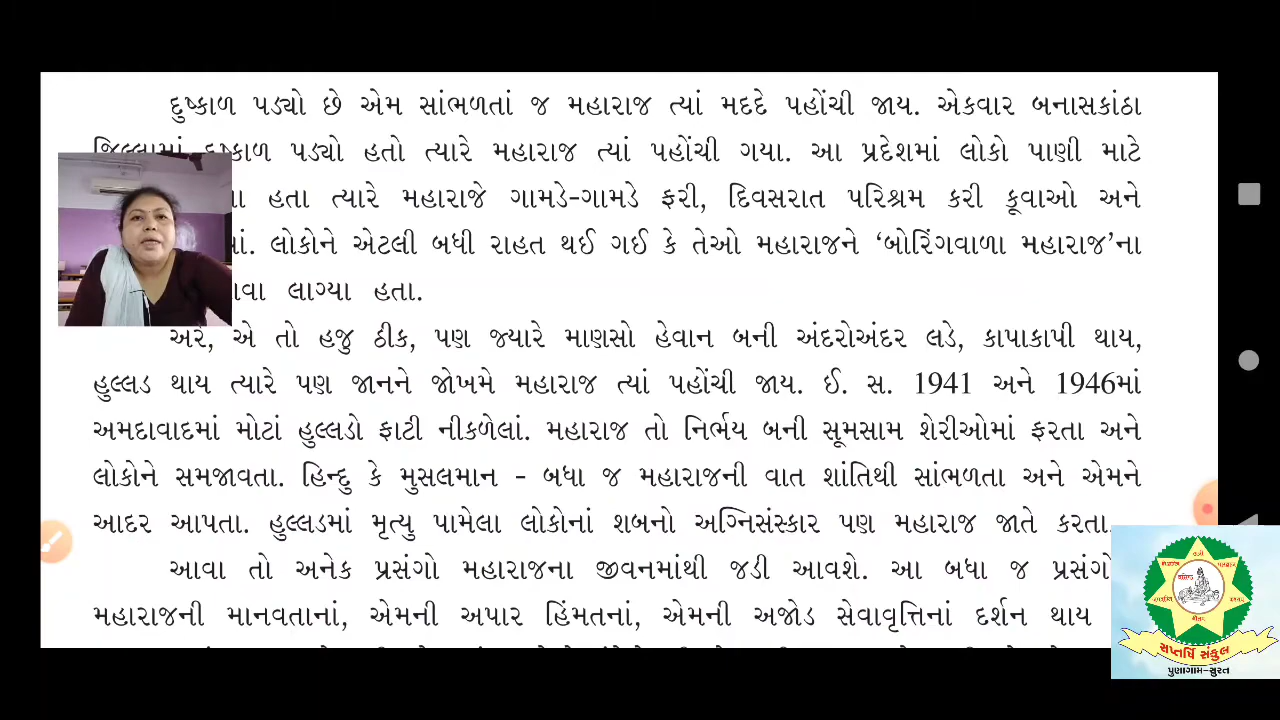 દુષ્કાળ પડ્યો છે એમ સાંભળતાં જ મહારાજ ત્યાં મદદે પહોંચી જાય. એકવાર બનાસકાંઠા
જિલ્લામાં દુષ્કાળ પડ્યો હતો ત્યારે મહારાજ ત્યાં પહોંચી ગયા. આ પ્રદેશમાં લોકો પાણી માટે
હતા ત્યારે મહારાજે ગામડે-ગામડે ફરી, દિવસરાત પરિશ્રમ કરી કૂવાઓ અને
લોકોને એટલી બધી રાહત થઈ ગઈ કે તેઓ મહારાજને ‘બોરિંગવાળા મહારાજ’ના
લાગ્યા હતા.
અરે, એ તો હજુ ઠીક, પણ જ્યારે માણસો હેવાન બની અંદરોઅંદર લડે, કાપાકાપી થાય,
હુલ્લડ થાય ત્યારે પણ જાનને જોખમે મહારાજ ત્યાં પહોંચી જાય. ઈ. સ. 1941 અને 1946માં
અમદાવાદમાં મોટાં હુલ્લડો ફાટી નીકળેલાં. મહારાજ તો નિર્ભય બની સૂમસામ શેરીઓમાં ફરતા અને
લોકોને સમજાવતા. હિન્દુ કે મુસલમાન - બધા જ મહારાજની વાત શાંતિથી સાંભળતા અને એમને
આદર આપતા. હુલ્લડમાં મૃત્યુ પામેલા લોકોનાં શબનો અગ્નિસંસ્કાર પણ મહારાજ જાતે કરતા.
આવા તો અનેક પ્રસંગો મહારાજના જીવનમાંથી જડી આવશે. આ બધા જ પ્રસંગો
મહારાજની માનવતાનાં, એમની અપાર હિંમતનાં, એમની અજોડ સેવાવૃત્તિનાં દર્શન થાય
સપ્તર્ષિ સંકુલ
પુણાગામ-સુરત